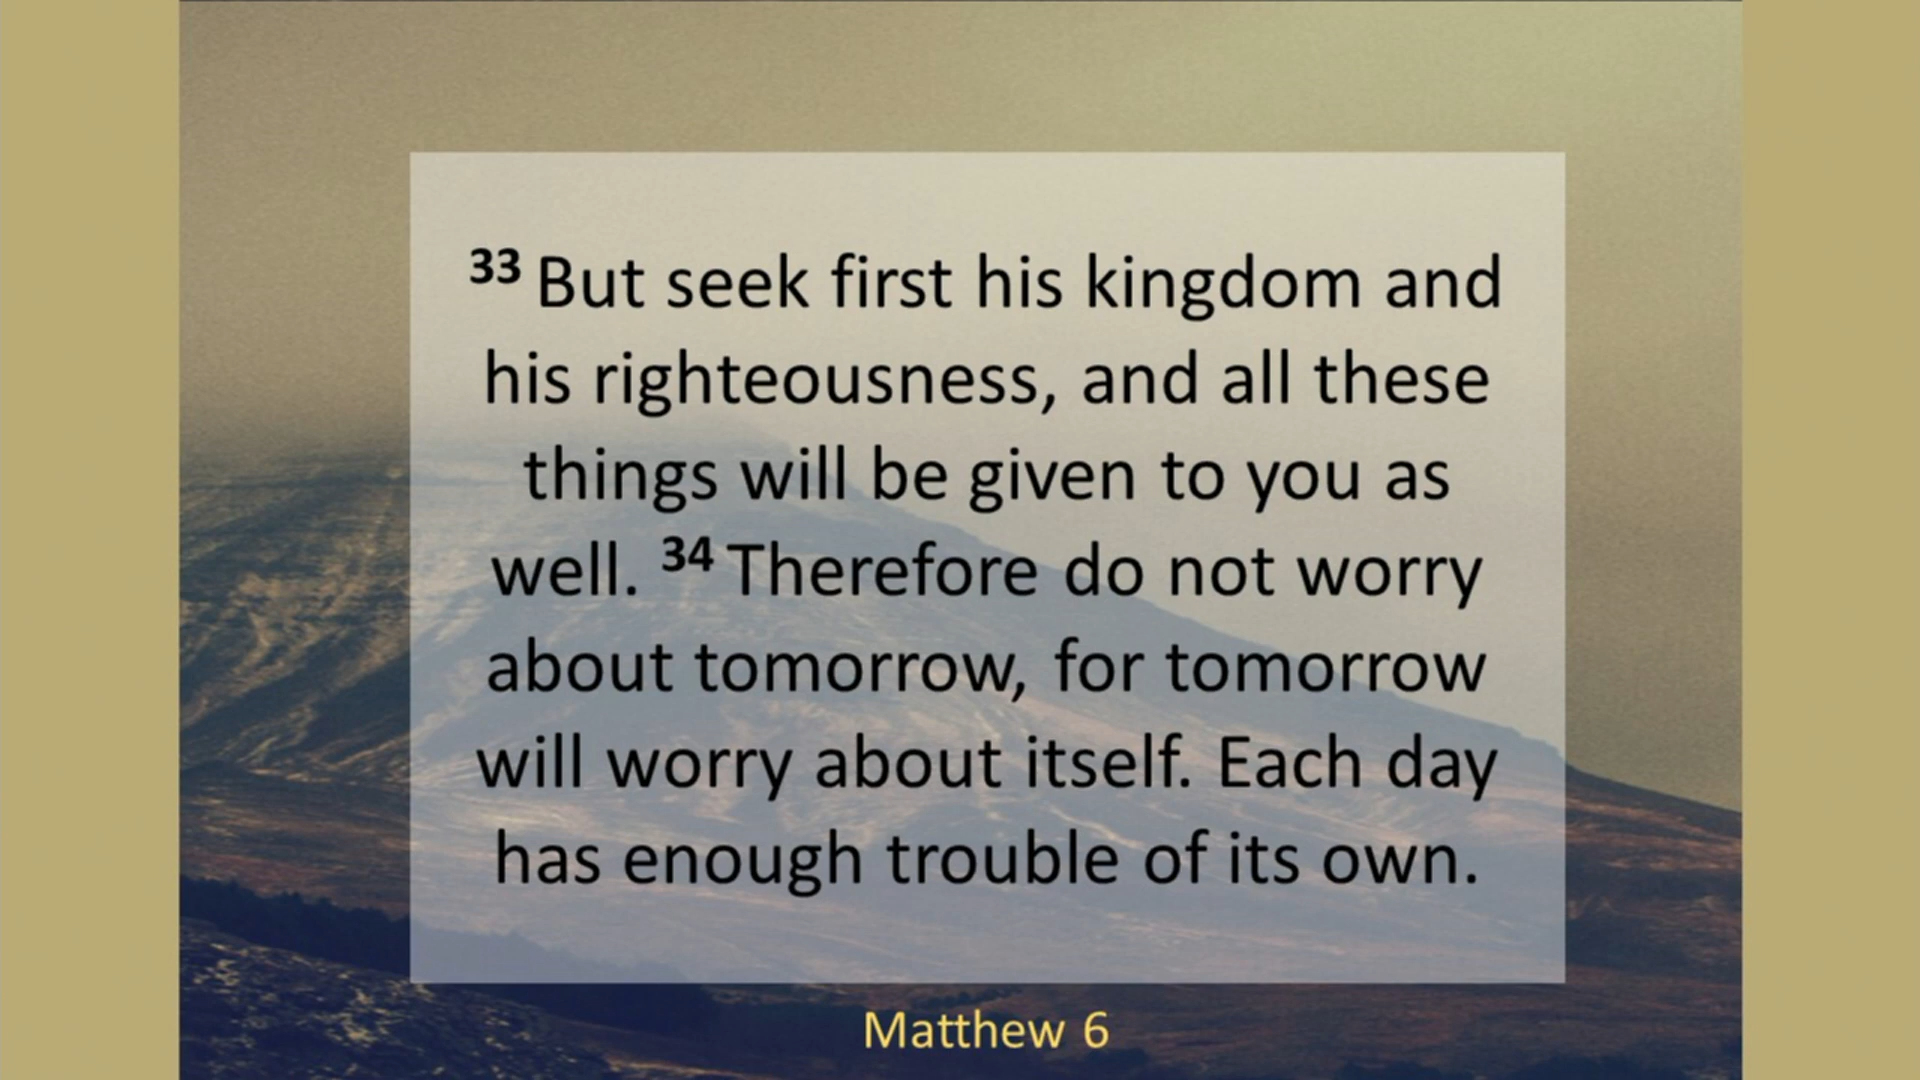 33 But seek first his kingdom and
his righteousness, and all these
things will be given to you as
well. 34 Therefore do not worry
about tomorrow, for tomorrow
will worry about itself. Each day
has enough trouble of its own.
Matthew 6